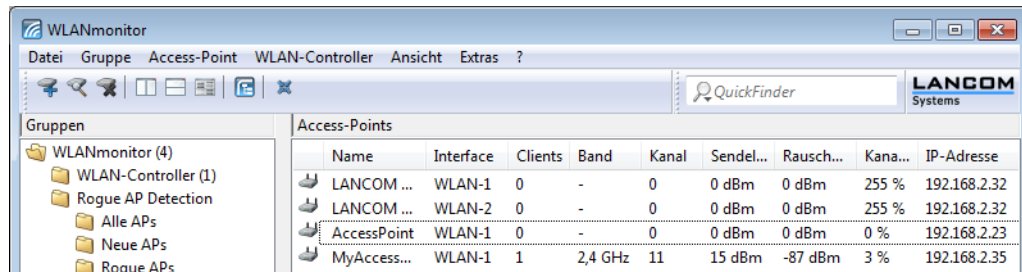 WLANmonitor
Datei Gruppe Access-Point WLAN-Controller Ansicht Extras ?
QuickFinder
LANCOM
Systems
Gruppen
WLANmonitor (4)
WLAN-Controller (1)
Rogue AP Detection
Alle APs
Neue APs
Rogue APs
Access-Points
Name Interface Clients Band Kanal Sendel... Rausch... Kana... IP-Adresse
LANCOM ... WLAN-1 0 - 0 0 dBm 0 dBm 255 % 192.168.2.32
LANCOM ... WLAN-2 0 - 0 0 dBm 0 dBm 255 % 192.168.2.32
AccessPoint WLAN-1 0 - 0 0 dBm 0 dBm 0 % 192.168.2.23
MyAccess... WLAN-1 1 2,4 GHz 11 15 dBm -87 dBm 3 % 192.168.2.35